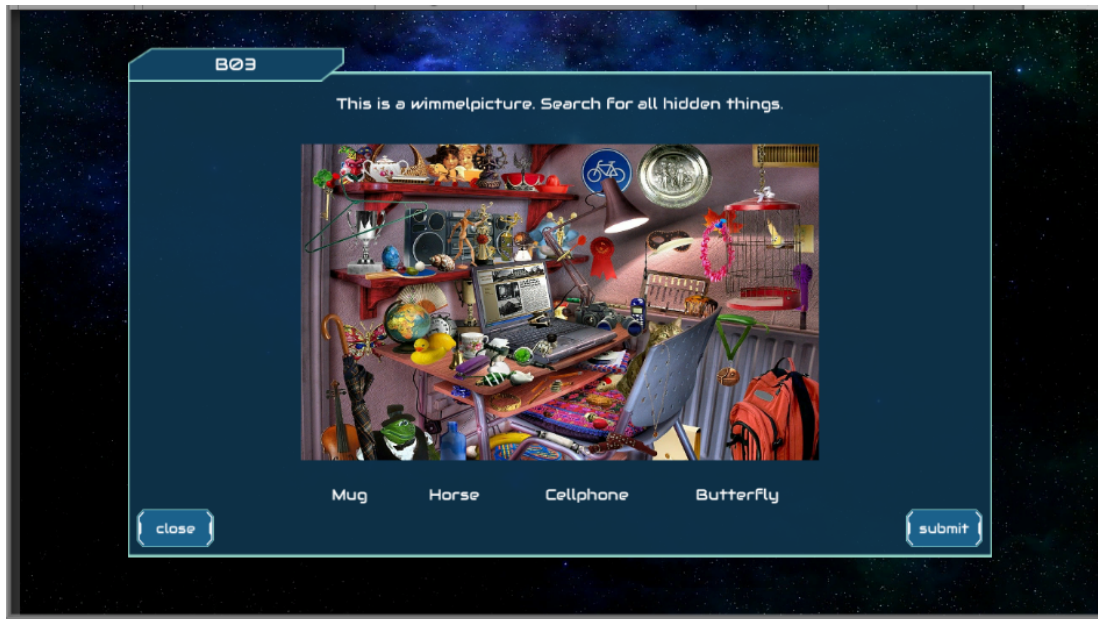 B03
This is a wimmelpicture. Search for all hidden things.
Mug Horse Cellphone Butterfly
close submit